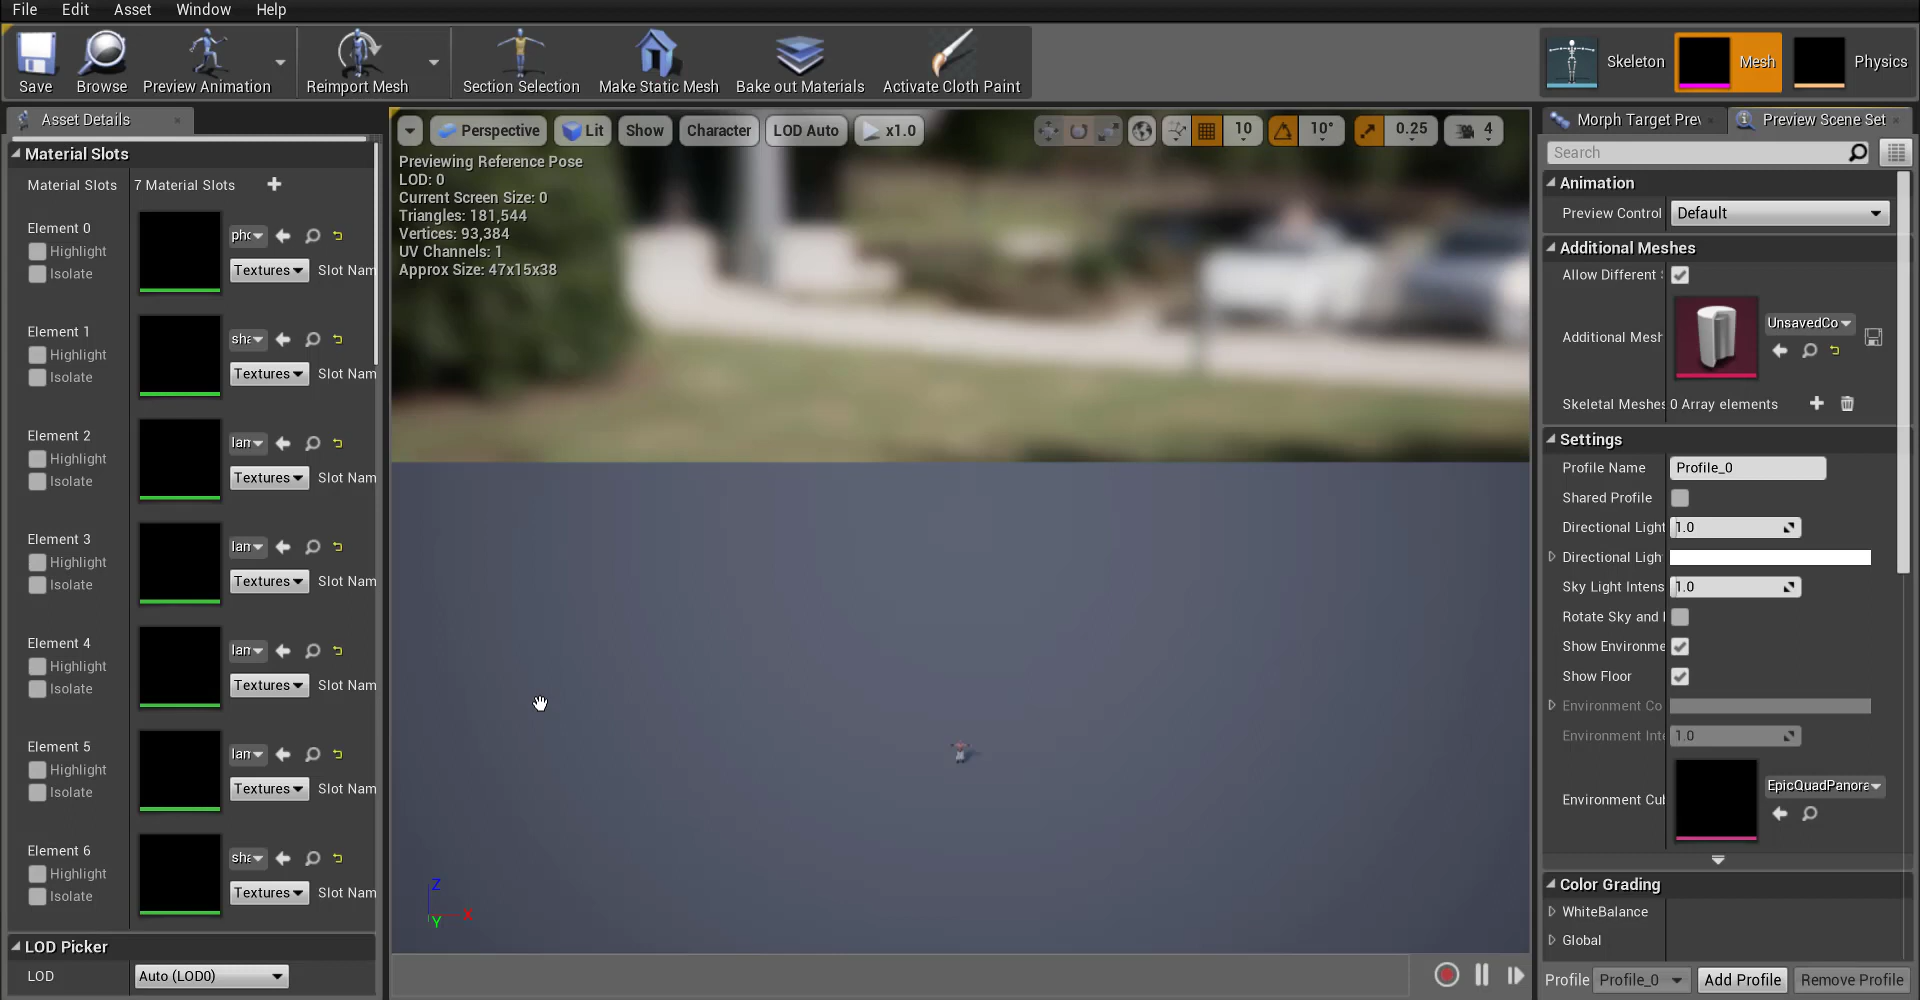 File Edit Asset Window Help
Save Browse Preview Animation Reimport Mesh Section Selection Make Static Mesh Bake out Materials Activate Cloth Paint Skeleton Mesh Physics
Asset Details
Material Slots
Material Slots 7 Material Slots
Element 0
Highlight
Isolate
Textures Slot Nam
Element 1
Highlight
Isolate
Textures Slot Nam
Element 2
Highlight
Isolate
Textures Slot Nam
Element 3
Highlight
Isolate
Textures Slot Nam
Element 4
Highlight
Isolate
Textures Slot Nam
Element 5
Highlight
Isolate
Textures Slot Nam
Element 6
Highlight
Isolate
Textures Slot Nam
LOD Picker
LOD Auto (LOD0)
Perspective Lit Show Character LOD Auto x1.0 10 10° 0.25 4
Previewing Reference Pose
LOD: 0
Current Screen Size: 0
Triangles: 181,544
Vertices: 93,384
UV Channels: 1
Approx Size: 47x15x38
Z
Y X
Morph Target Prev Preview Scene Set
Search
Animation
Preview Control Default
Additional Meshes
Allow Different
Additional Mesh UnsavedCo
Skeletal Meshes 0 Array elements
Settings
Profile Name Profile_0
Shared Profile
Directional Light 1.0
Directional Ligh
Sky Light Intens 1.0
Rotate Sky and
Show Environme
Show Floor
Environment Co
Environment Inte 1.0
Environment Cul EpicQuadPanora
Color Grading
WhiteBalance
Global
Profile Profile_0 Add Profile Remove Profile